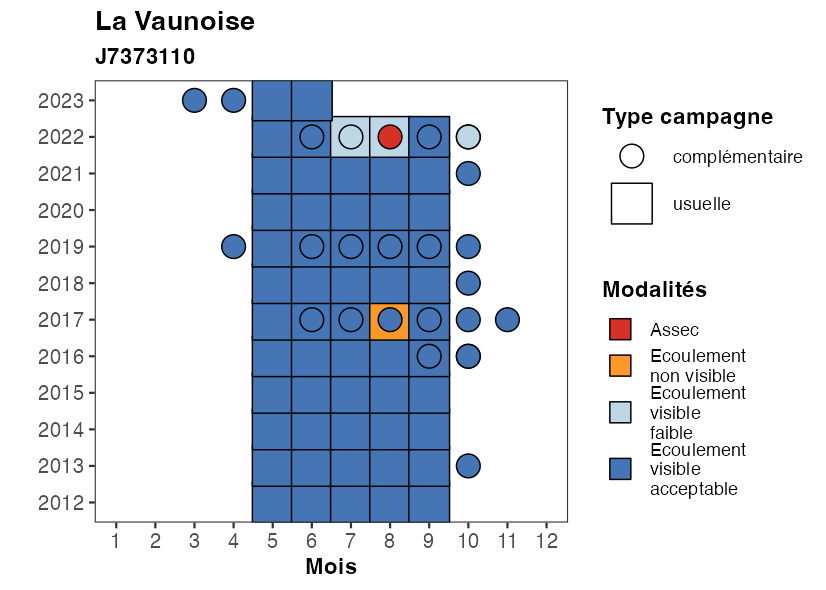 La Vaunoise
J7373110
2023
2022
2021
2020
2019
2018
2017
2016
2015
2014
2013
2012
1 2 3 4 5 6 7 8 9 10 11 12
Mois
Type campagne
complémentaire
usuelle
Modalités
Assec
Ecoulement
non visible
Ecoulement
visible
faible
Ecoulement
visible
acceptable